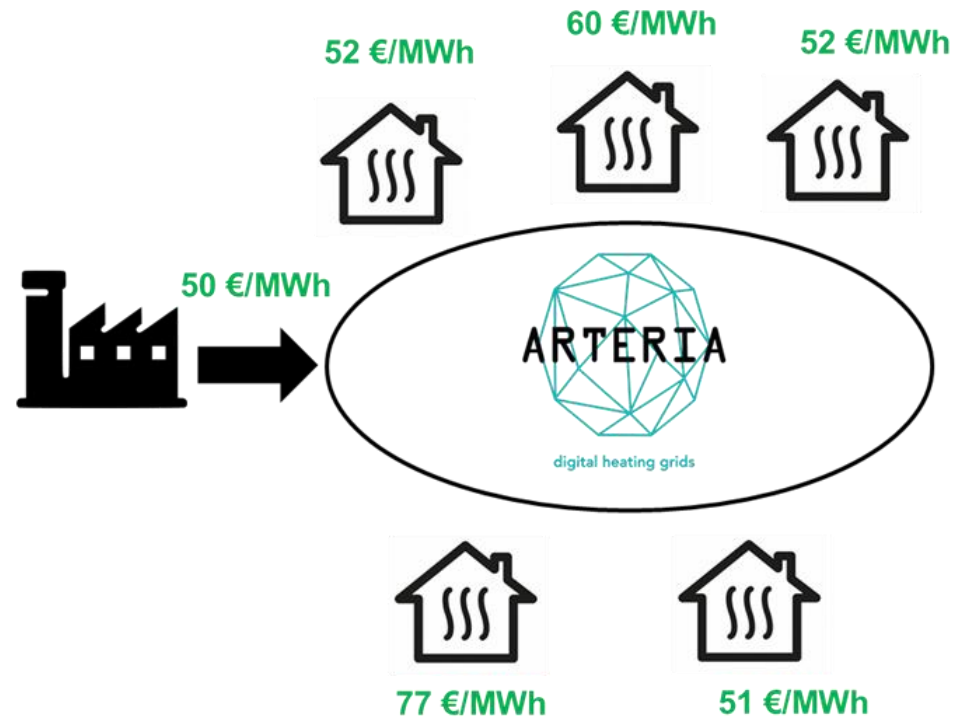 52 €/MWh
60 €/MWh
52 €/MWh
50 €/MWh
ARTERIA
digital heating grids
77 €/MWh
51 €/MWh